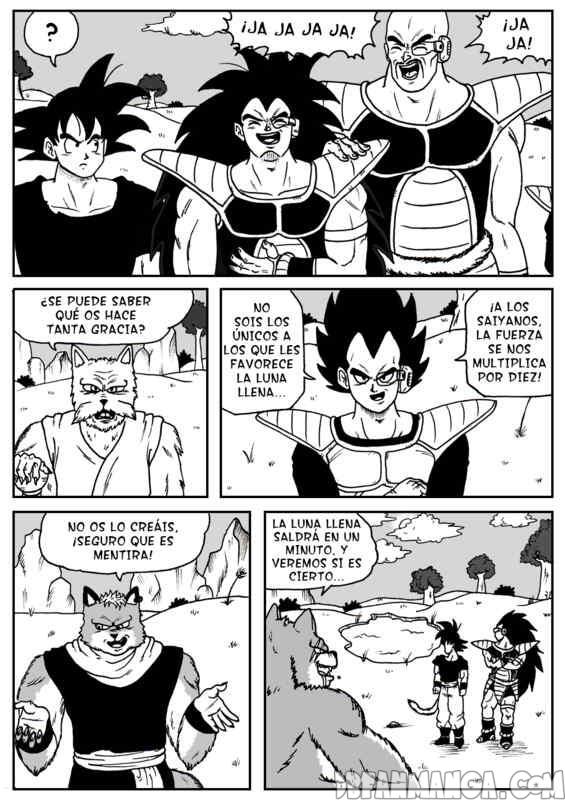 ?
¡JA JA JA JA!
¡JA
JA!
¿SE PUEDE SABER
QUÉ OS HACE
TANTA GRACIA?
NO
SOIS LOS
ÚNICOS A
LOS QUE LES
FAVORECE
LA LUNA
LLENA...
¡A LOS
SAIYANOS,
LA FUERZA
SE NOS
MULTIPLICA
POR DIEZ!
NO OS LO CREÁIS,
¡SEGURO QUE ES
MENTIRA!
LA LUNA LLENA
SALDRÁ EN UN
MINUTO, Y
VEREMOS SI ES
CIERTO...
DBFANMANGA.COM